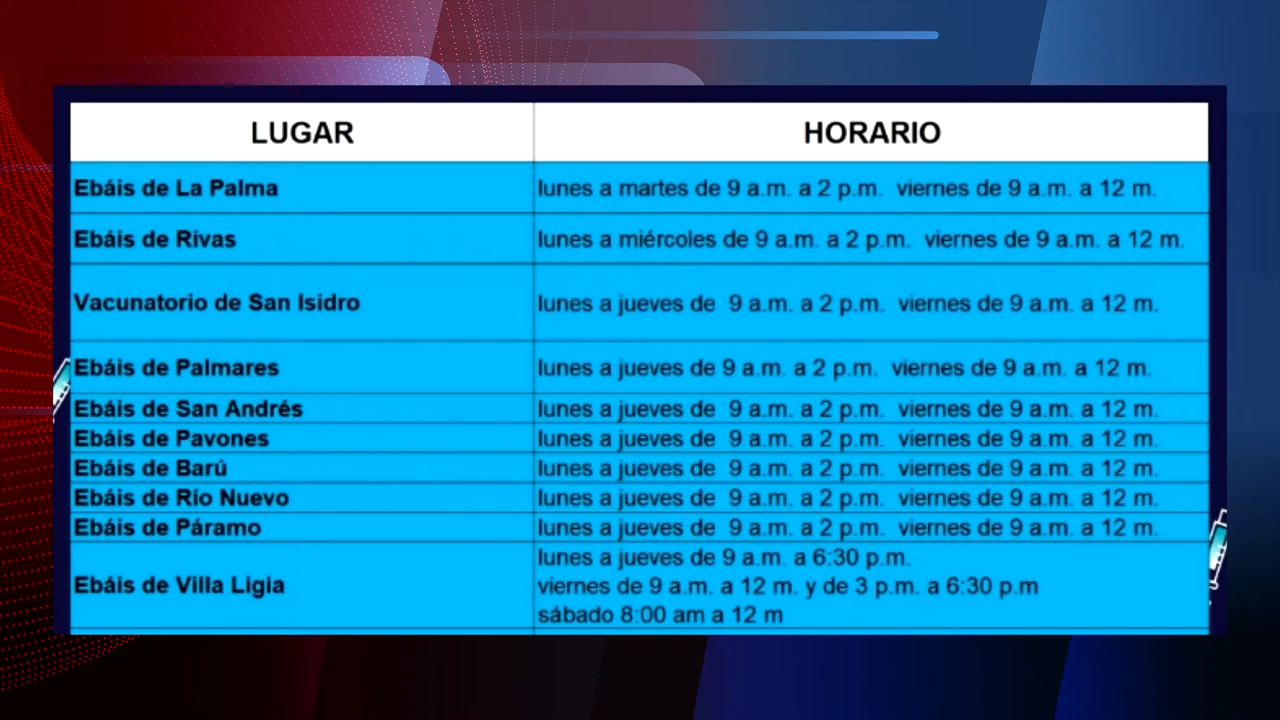 LUGAR HORARIO
Ebáis de La Palma lunes a martes de 9 a.m. a 2 p.m. viernes de 9 a.m. a 12 m.
Ebáis de Rivas lunes a miércoles de 9 a.m. a 2 p.m. viernes de 9 a.m. a 12 m.
Vacunatorio de San Isidro lunes a jueves de 9 a.m. a 2 p.m. viernes de 9 a.m. a 12 m.
Ebáis de Palmares lunes a jueves de 9 a.m. a 2 p.m. viernes de 9 a.m. a 12 m.
Ebáis de San Andrés lunes a jueves de 9 a.m. a 2 p.m. viernes de 9 a.m. a 12 m.
Ebáis de Pavones lunes a jueves de 9 a.m. a 2 p.m. viernes de 9 a.m. a 12 m.
Ebáis de Barú lunes a jueves de 9 a.m. a 2 p.m. viernes de 9 a.m. a 12 m.
Ebáis de Río Nuevo lunes a jueves de 9 a.m. a 2 p.m. viernes de 9 a.m. a 12 m.
Ebáis de Páramo lunes a jueves de 9 a.m. a 2 p.m. viernes de 9 a.m. a 12 m.
Ebáis de Villa Ligia
lunes a jueves de 9 a.m. a 6:30 p.m.
viernes de 9 a.m. a 12 m. y de 3 p.m. a 6:30 p.m
sábado 8:00 am a 12 m